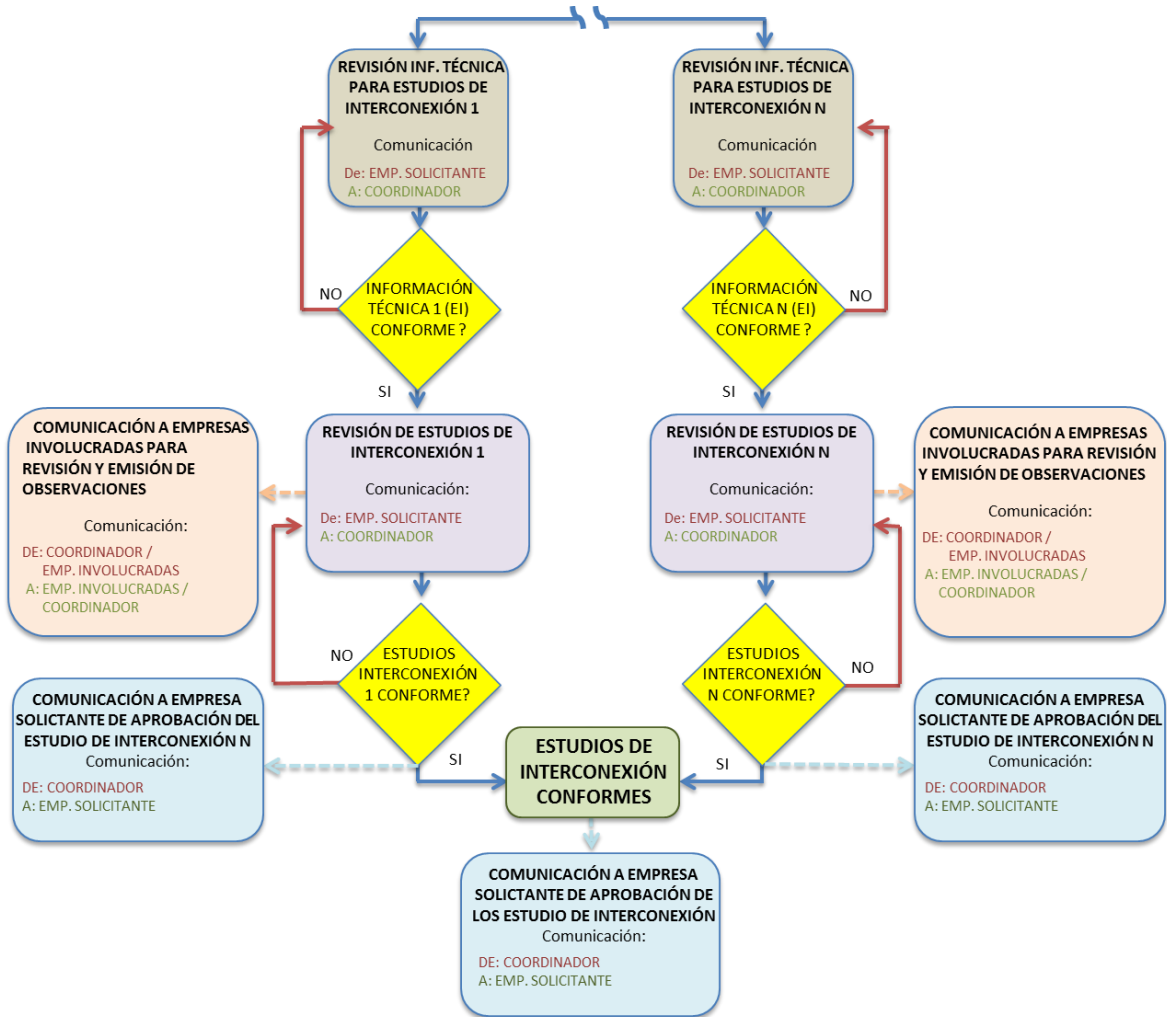 REVISIÓN INF. TÉCNICA
PARA ESTUDIOS DE
INTERCONEXIÓN 1
Comunicación
De: EMP. SOLICITANTE
A: COORDINADOR
REVISIÓN INF. TÉCNICA
PARA ESTUDIOS DE
INTERCONEXIÓN N
Comunicación
De: EMP. SOLICITANTE
A: COORDINADOR
NO
INFORMACIÓN
TÉCNICA 1 (EI)
CONFORME ?
INFORMACIÓN
TÉCNICA N (EI)
CONFORME ?
NO
SI
SI
COMUNICACIÓN A EMPRESAS
INVOLUCRADAS PARA
REVISIÓN Y EMISIÓN DE
OBSERVACIONES
Comunicación:
DE: COORDINADOR /
EMP. INVOLUCRADAS
A: EMP. INVOLUCRADAS /
COORDINADOR
REVISIÓN DE ESTUDIOS DE
INTERCONEXIÓN 1
Comunicación:
De: EMP. SOLICITANTE
A: COORDINADOR
REVISIÓN DE ESTUDIOS DE
INTERCONEXIÓN N
Comunicación:
De: EMP. SOLICITANTE
A: COORDINADOR
COMUNICACIÓN A EMPRESAS
INVOLUCRADAS PARA REVISIÓN
Y EMISIÓN DE OBSERVACIONES
Comunicación:
DE: COORDINADOR /
EMP. INVOLUCRADAS
A: EMP. INVOLUCRADAS /
COORDINADOR
NO
ESTUDIOS
INTERCONEXIÓN
1 CONFORME?
ESTUDIOS
INTERCONEXIÓN
N CONFORME?
NO
COMUNICACIÓN A EMPRESA
SOLICTANTE DE APROBACIÓN DEL
ESTUDIO DE INTERCONEXIÓN N
Comunicación:
DE: COORDINADOR
A: EMP. SOLICITANTE
SI
ESTUDIOS DE
INTERCONEXIÓN
CONFORMES
SI
COMUNICACIÓN A EMPRESA
SOLICTANTE DE APROBACIÓN DEL
ESTUDIO DE INTERCONEXIÓN N
Comunicación:
DE: COORDINADOR
A: EMP. SOLICITANTE
COMUNICACIÓN A EMPRESA
SOLICTANTE DE APROBACIÓN DE
LOS ESTUDIO DE INTERCONEXIÓN
Comunicación:
DE: COORDINADOR
A: EMP. SOLICITANTE